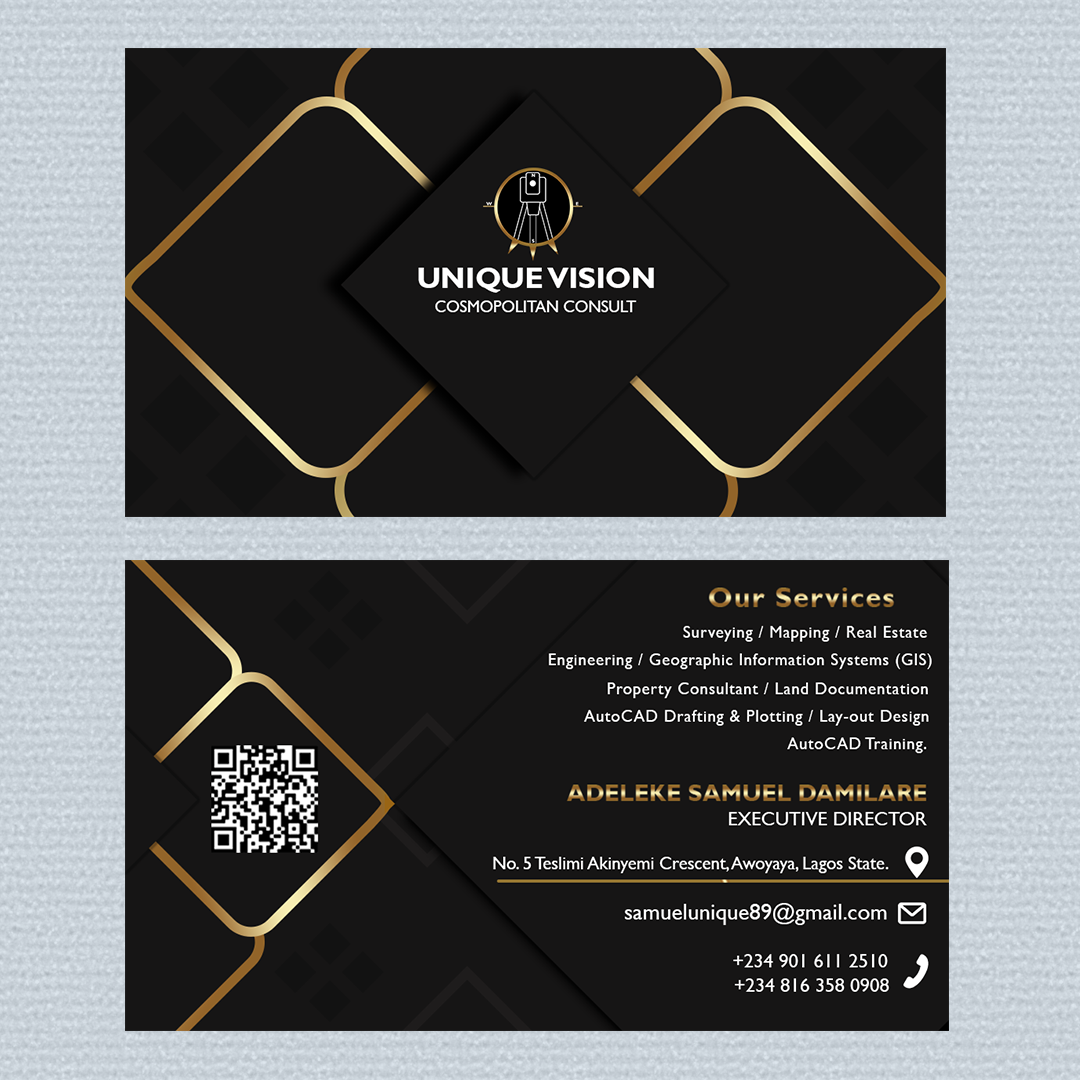 N
W E
S
UNIQUE VISION
COSMOPOLITAN CONSULT
Our Services
Surveying / Mapping / Real Estate
Engineering / Geographic Information Systems (GIS)
Property Consultant / Land Documentation
AutoCAD Drafting & Plotting / Lay-out Design
AutoCAD Training.
ADELEKE SAMUEL DAMILARE
EXECUTIVE DIRECTOR
No. 5 Teslimi Akinyemi Crescent, Awoyaya, Lagos State.
samuelunique89@gmail.com
+234 901 611 2510
+234 816 358 0908